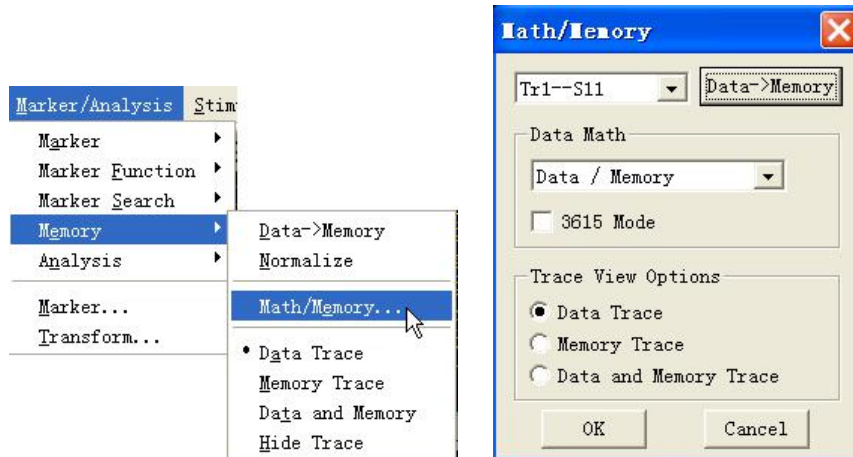 Marker/Analysis Stim
Marker
Marker Function
Marker Search
Memory
Analysis
Marker...
Transform...
Data->Memory
Normalize
Math/Memory...
Data Trace
Memory Trace
Data and Memory
Hide Trace
Math/Memory
Tr1--S11 Data->Memory
Data Math
Data / Memory
3615 Mode
Trace View Options
Data Trace
Memory Trace
Data and Memory Trace
OK Cancel